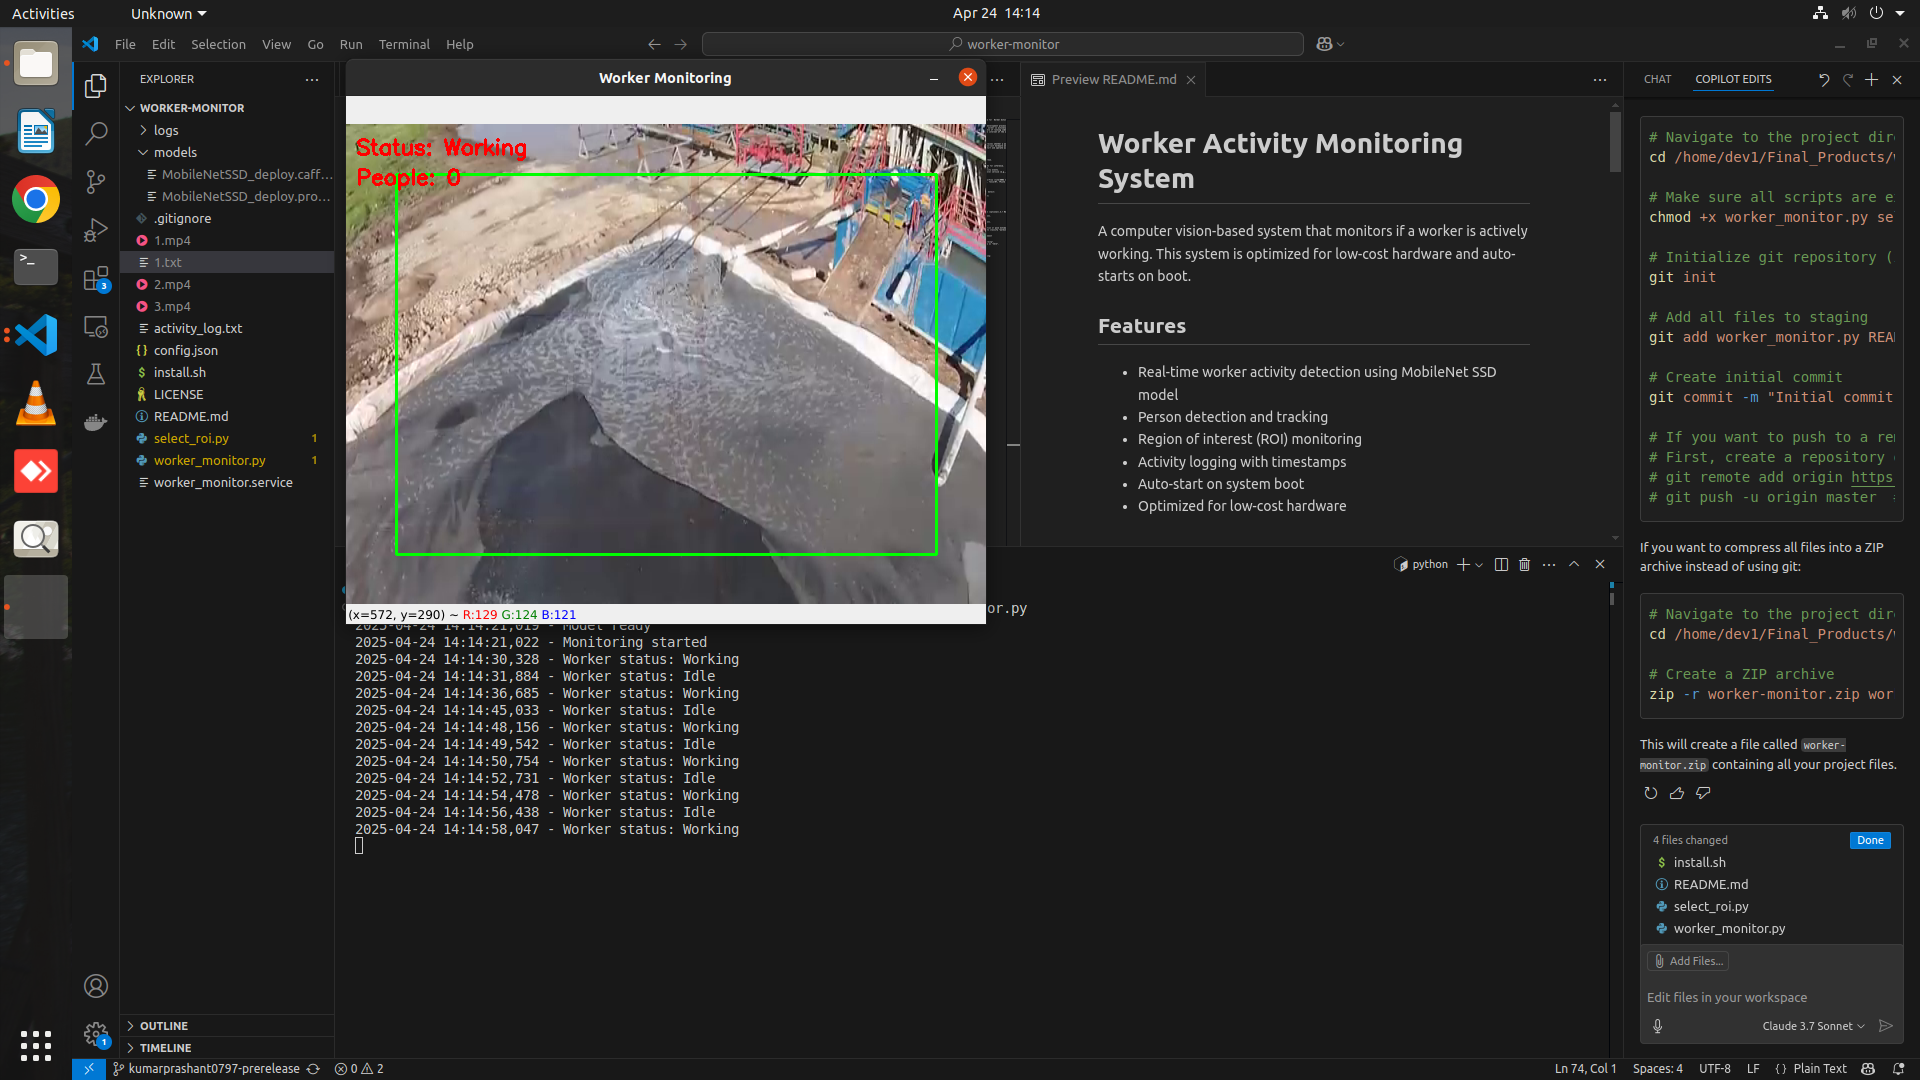 Activities
Unknown
Apr 24 14:14
File Edit Selection View Go Run Terminal Help
worker-monitor
EXPLORER
WORKER-MONITOR
logs
models
MobileNetSSD_deploy.caff...
MobileNetSSD_deploy.pro...
.gitignore
1.mp4
1.txt
2.mp4
3.mp4
activity_log.txt
config.json
install.sh
LICENSE
README.md
select_roi.py 1
worker_monitor.py 1
worker_monitor.service
OUTLINE
TIMELINE
3
1
Worker Monitoring
Status: Working
People: 0
(x=572, y=290) ~ R:129 G:124 B:121
Preview README.md
Worker Activity Monitoring
System
A computer vision-based system that monitors if a worker is actively
working. This system is optimized for low-cost hardware and auto-
starts on boot.
Features
• Real-time worker activity detection using MobileNet SSD
model
• Person detection and tracking
• Region of interest (ROI) monitoring
• Activity logging with timestamps
• Auto-start on system boot
• Optimized for low-cost hardware
python
or.py
2025-04-24 14:14:21,019 - Model ready
2025-04-24 14:14:21,022 - Monitoring started
2025-04-24 14:14:30,328 - Worker status: Working
2025-04-24 14:14:31,884 - Worker status: Idle
2025-04-24 14:14:36,685 - Worker status: Working
2025-04-24 14:14:45,033 - Worker status: Idle
2025-04-24 14:14:48,156 - Worker status: Working
2025-04-24 14:14:49,542 - Worker status: Idle
2025-04-24 14:14:50,754 - Worker status: Working
2025-04-24 14:14:52,731 - Worker status: Idle
2025-04-24 14:14:54,478 - Worker status: Working
2025-04-24 14:14:56,438 - Worker status: Idle
2025-04-24 14:14:58,047 - Worker status: Working
CHAT COPILOT EDITS
# Navigate to the project dir
cd /home/dev1/Final_Products/
# Make sure all scripts are e
chmod +x worker_monitor.py se
# Initialize git repository (
git init
# Add all files to staging
git add worker_monitor.py REA
# Create initial commit
git commit -m "Initial commit
# If you want to push to a re
# First, create a repository
# git remote add origin https
# git push -u origin master
If you want to compress all files into a ZIP
archive instead of using git:
# Navigate to the project dir
cd /home/dev1/Final_Products/
# Create a ZIP archive
zip -r worker-monitor.zip wor
This will create a file called worker-
monitor.zip containing all your project files.
4 files changed Done
install.sh
README.md
select_roi.py
worker_monitor.py
Add Files...
Edit files in your workspace
Claude 3.7 Sonnet
kumarprashant0797-prerelease 0 2
Ln 74, Col 1 Spaces: 4 UTF-8 LF {} Plain Text